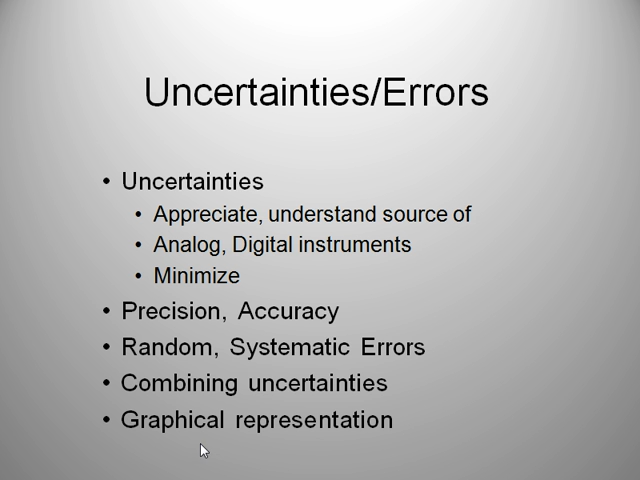 Uncertainties/Errors
• Uncertainties
• Appreciate, understand source of
• Analog, Digital instruments
• Minimize
• Precision, Accuracy
• Random, Systematic Errors
• Combining uncertainties
• Graphical representation